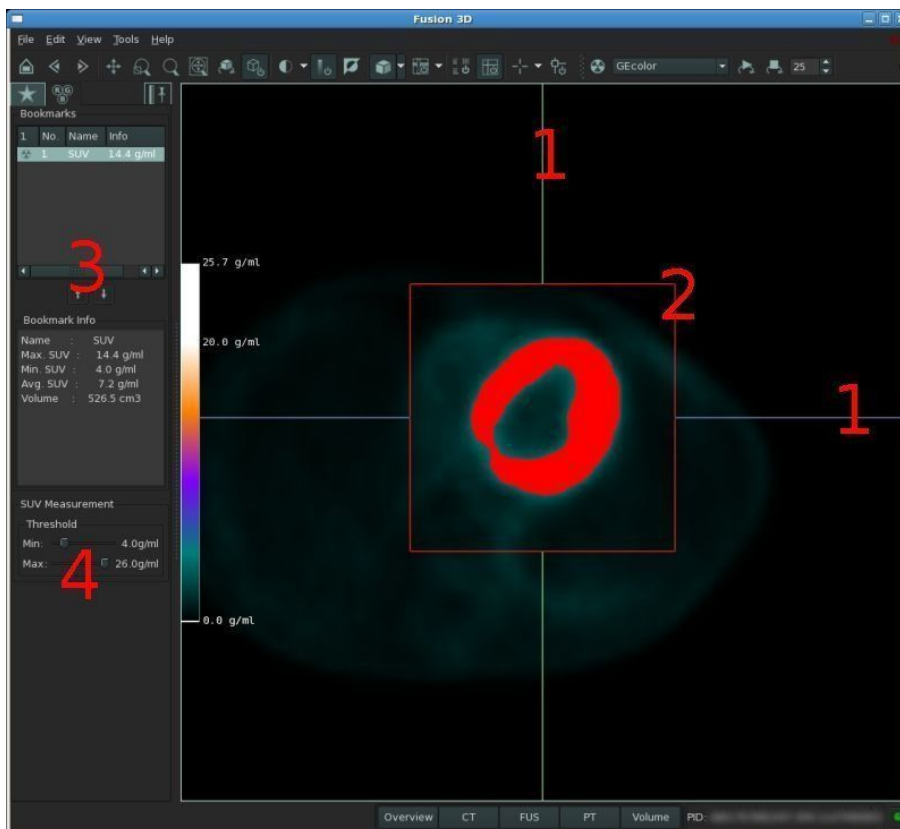 Fusion 3D
File Edit View Tools Help
GEcolor 25
Bookmarks
1 No. Name Info
1 SUV 14.4 g/ml
3
Bookmark Info
Name : SUV
Max. SUV : 14.4 g/ml
Min. SUV : 4.0 g/ml
Avg. SUV : 7.2 g/ml
Volume : 526.5 cm3
SUV Measurement
Threshold
Min: 4.0g/ml
Max: 26.0g/ml
4
1
25.7 g/ml
2
20.0 g/ml
1
0.0 g/ml
Overview CT FUS PT Volume PID: